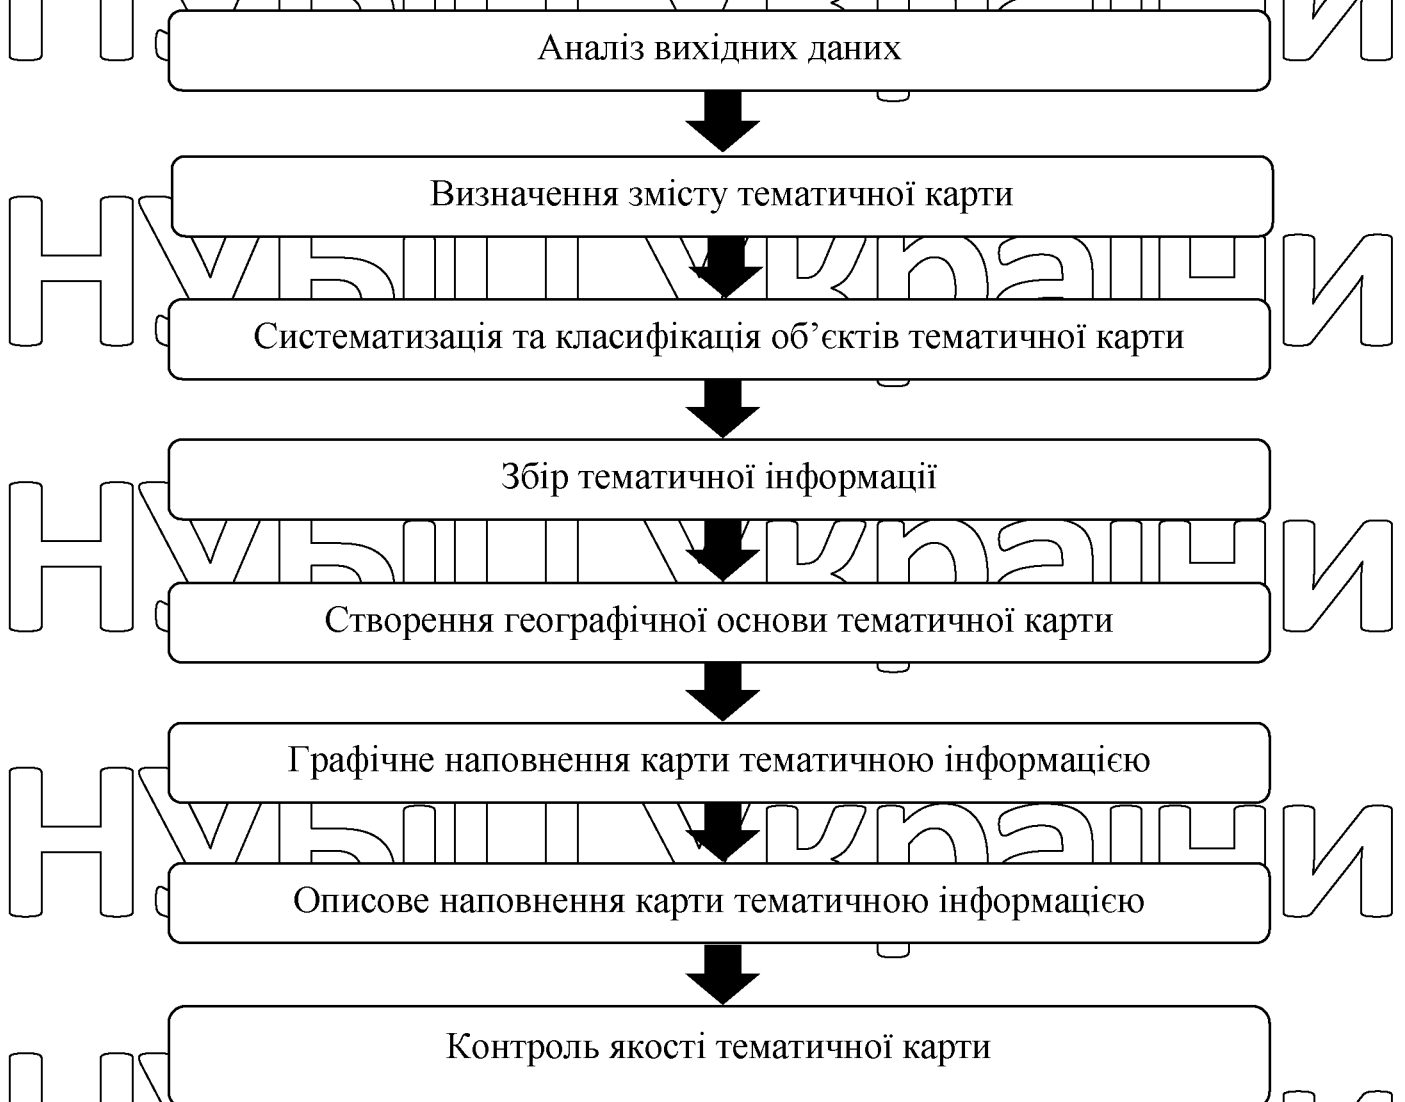 Аналіз вихідних даних
Визначення змісту тематичної карти
Систематизація та класифікація об’єктів тематичної карти
Збір тематичної інформації
Створення географічної основи тематичної карти
Графічне наповнення карти тематичною інформацією
Описове наповнення карти тематичною інформацією
Контроль якості тематичної карти